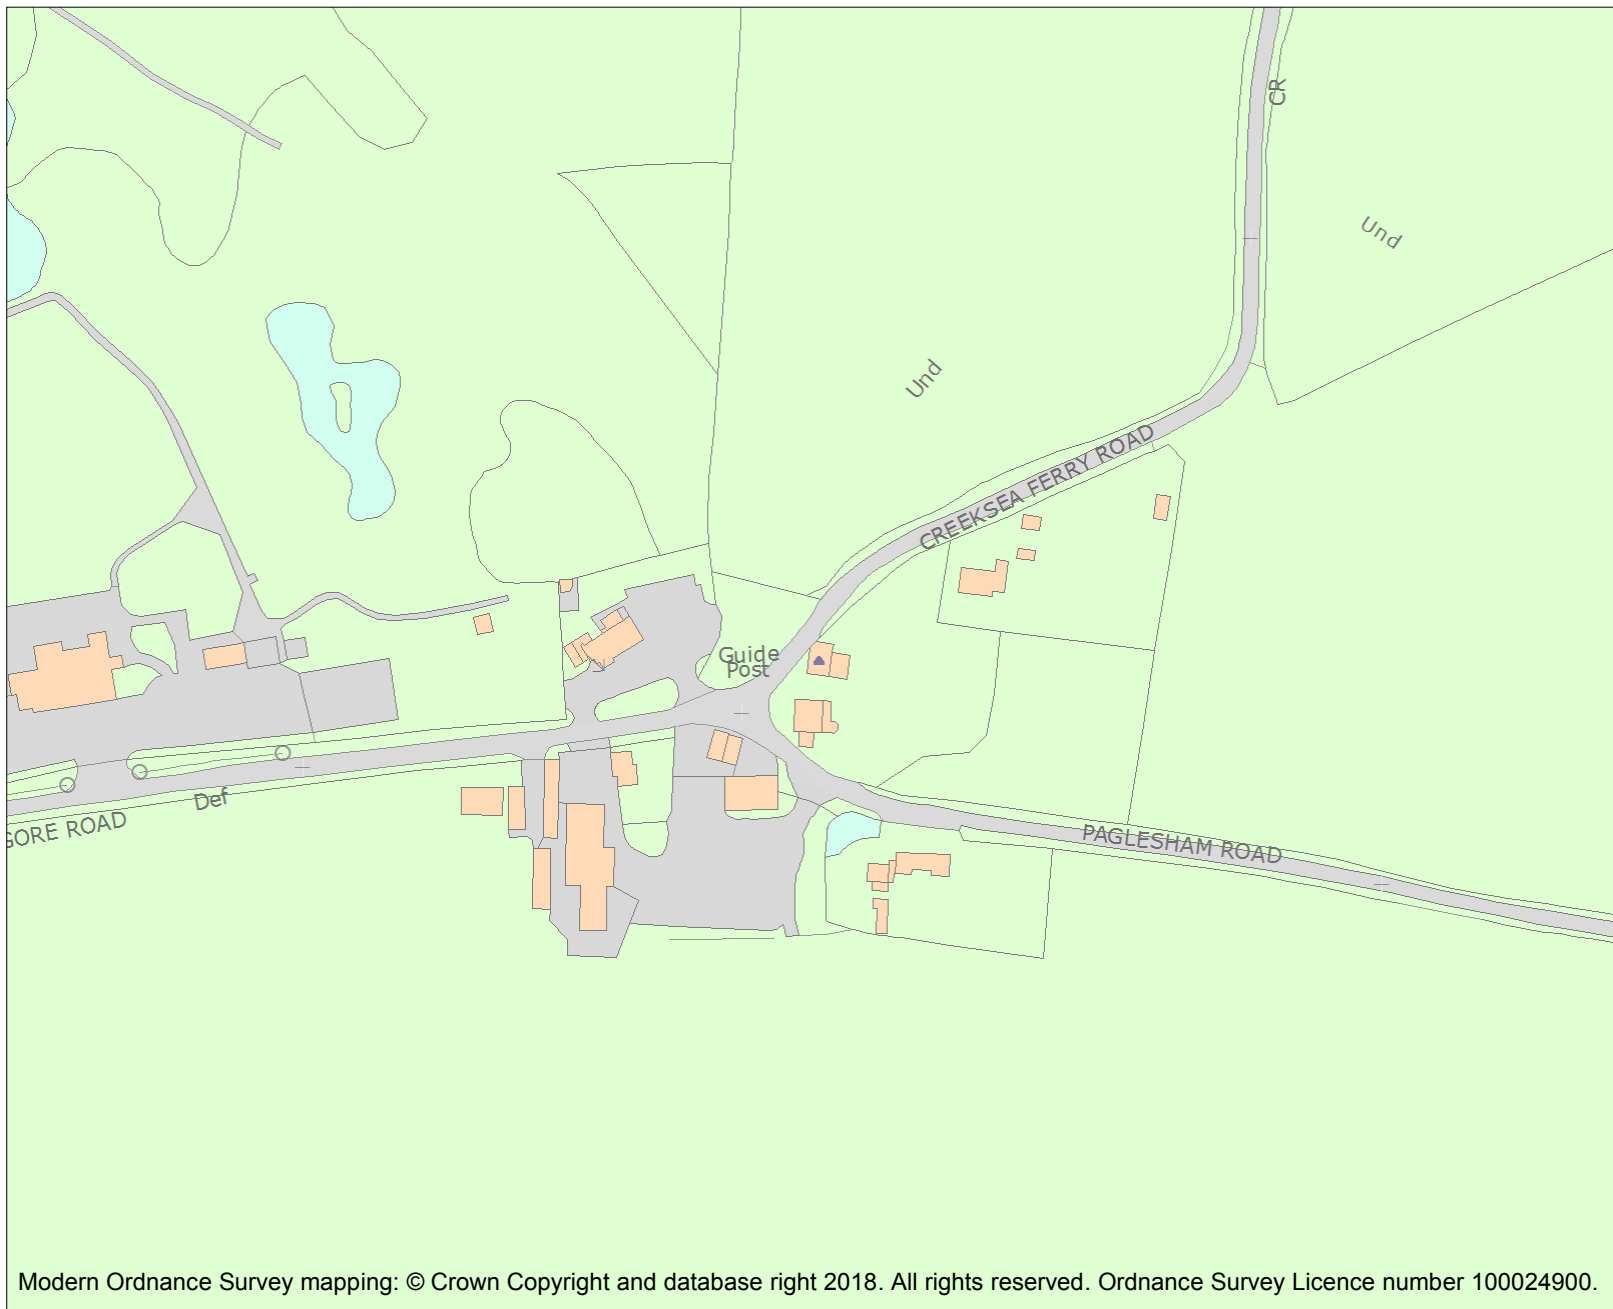 CR
Und
Und
CREEKSEA FERRY ROAD
Guide
Post
Def
GORE ROAD
PAGLESHAM ROAD
Modern Ordnance Survey mapping: © Crown Copyright and database right 2018. All rights reserved. Ordnance Survey Licence number 100024900.